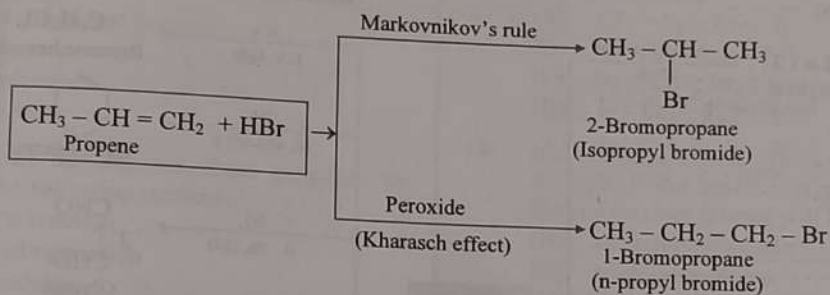 Markovnikov's rule
CH₃ – CH – CH₃
Br
2-Bromopropane
(Isopropyl bromide)
CH₃ – CH = CH₂ + HBr
Propene
Peroxide
(Kharasch effect)
CH₃ – CH₂ – CH₂ – Br
1-Bromopropane
(n-propyl bromide)